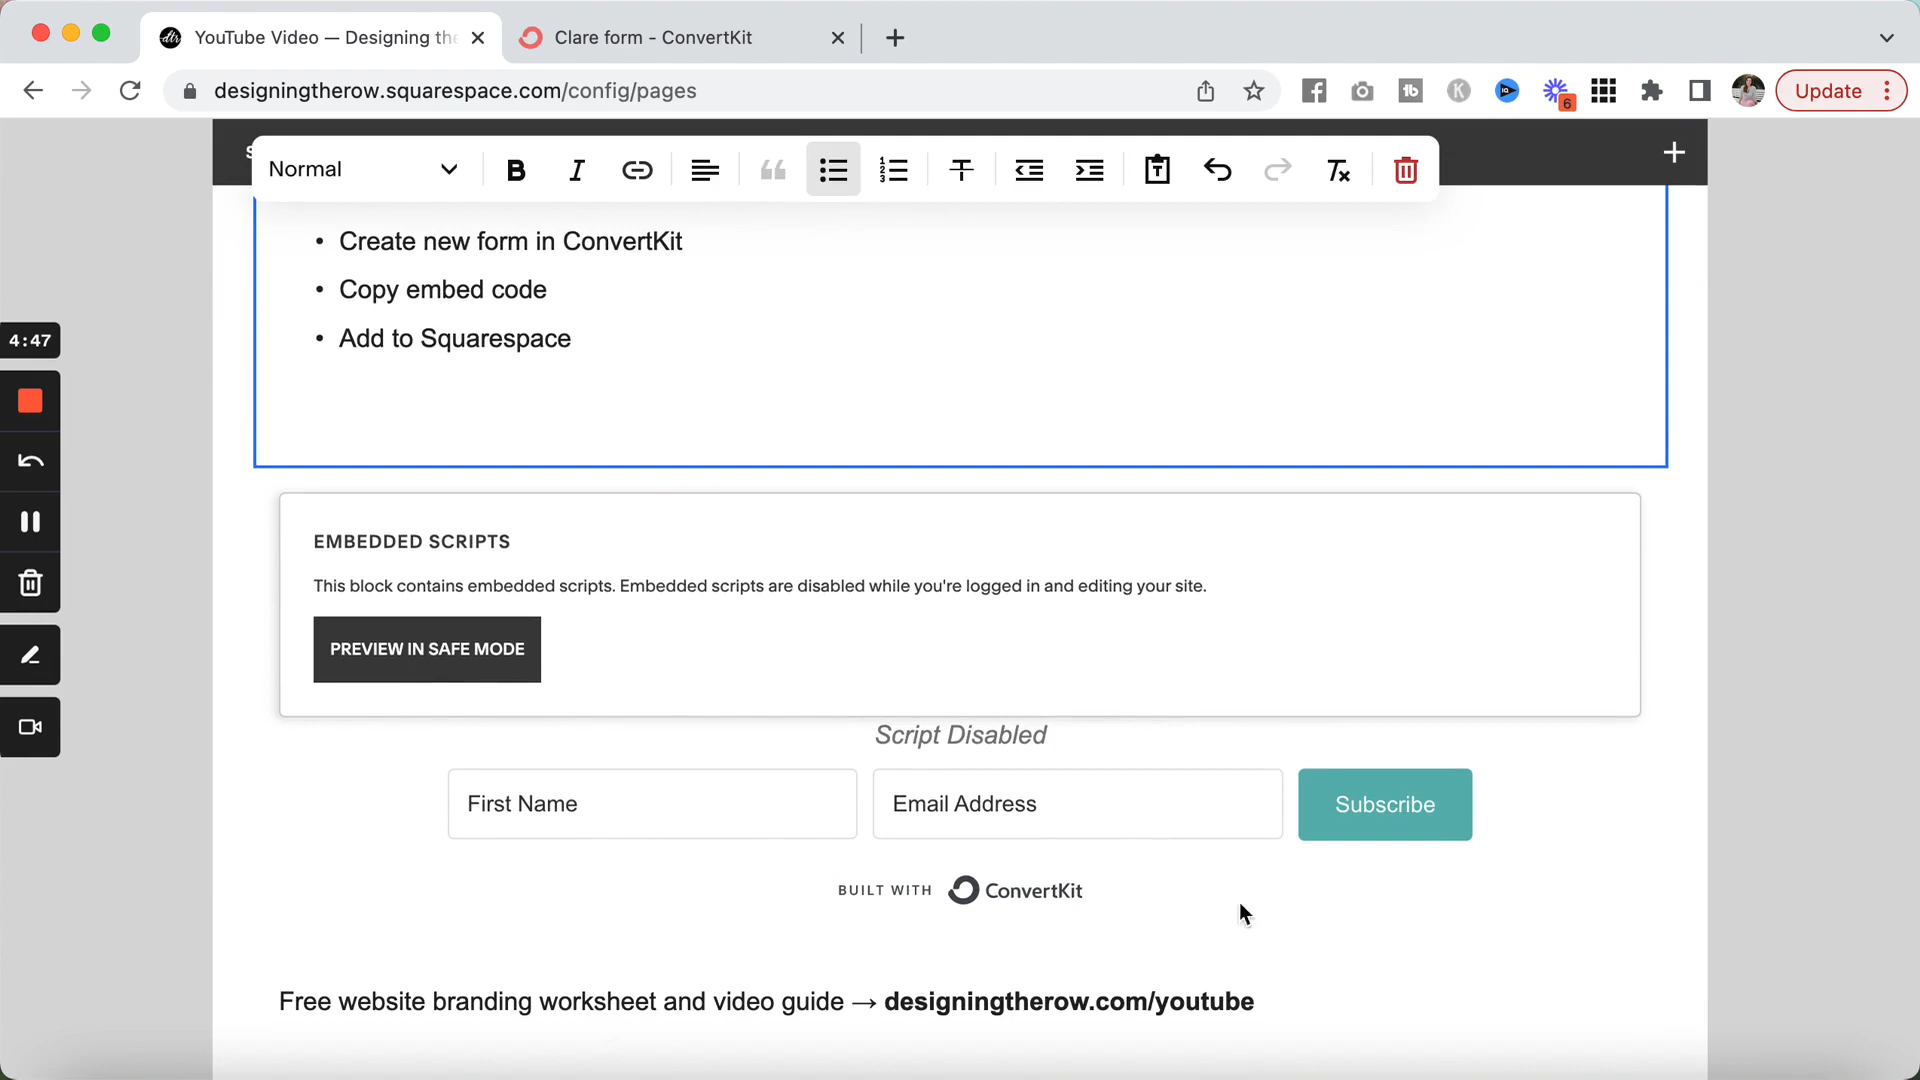 YouTube Video — Designing the
Clare form - ConvertKit
designingtherow.squarespace.com/config/pages
6
Update
Normal
Create new form in ConvertKit
Copy embed code
Add to Squarespace
4:47
EMBEDDED SCRIPTS
This block contains embedded scripts. Embedded scripts are disabled while you're logged in and editing your site.
PREVIEW IN SAFE MODE
Script Disabled
First Name
Email Address
Subscribe
BUILT WITH ConvertKit
Free website branding worksheet and video guide → designingtherow.com/youtube